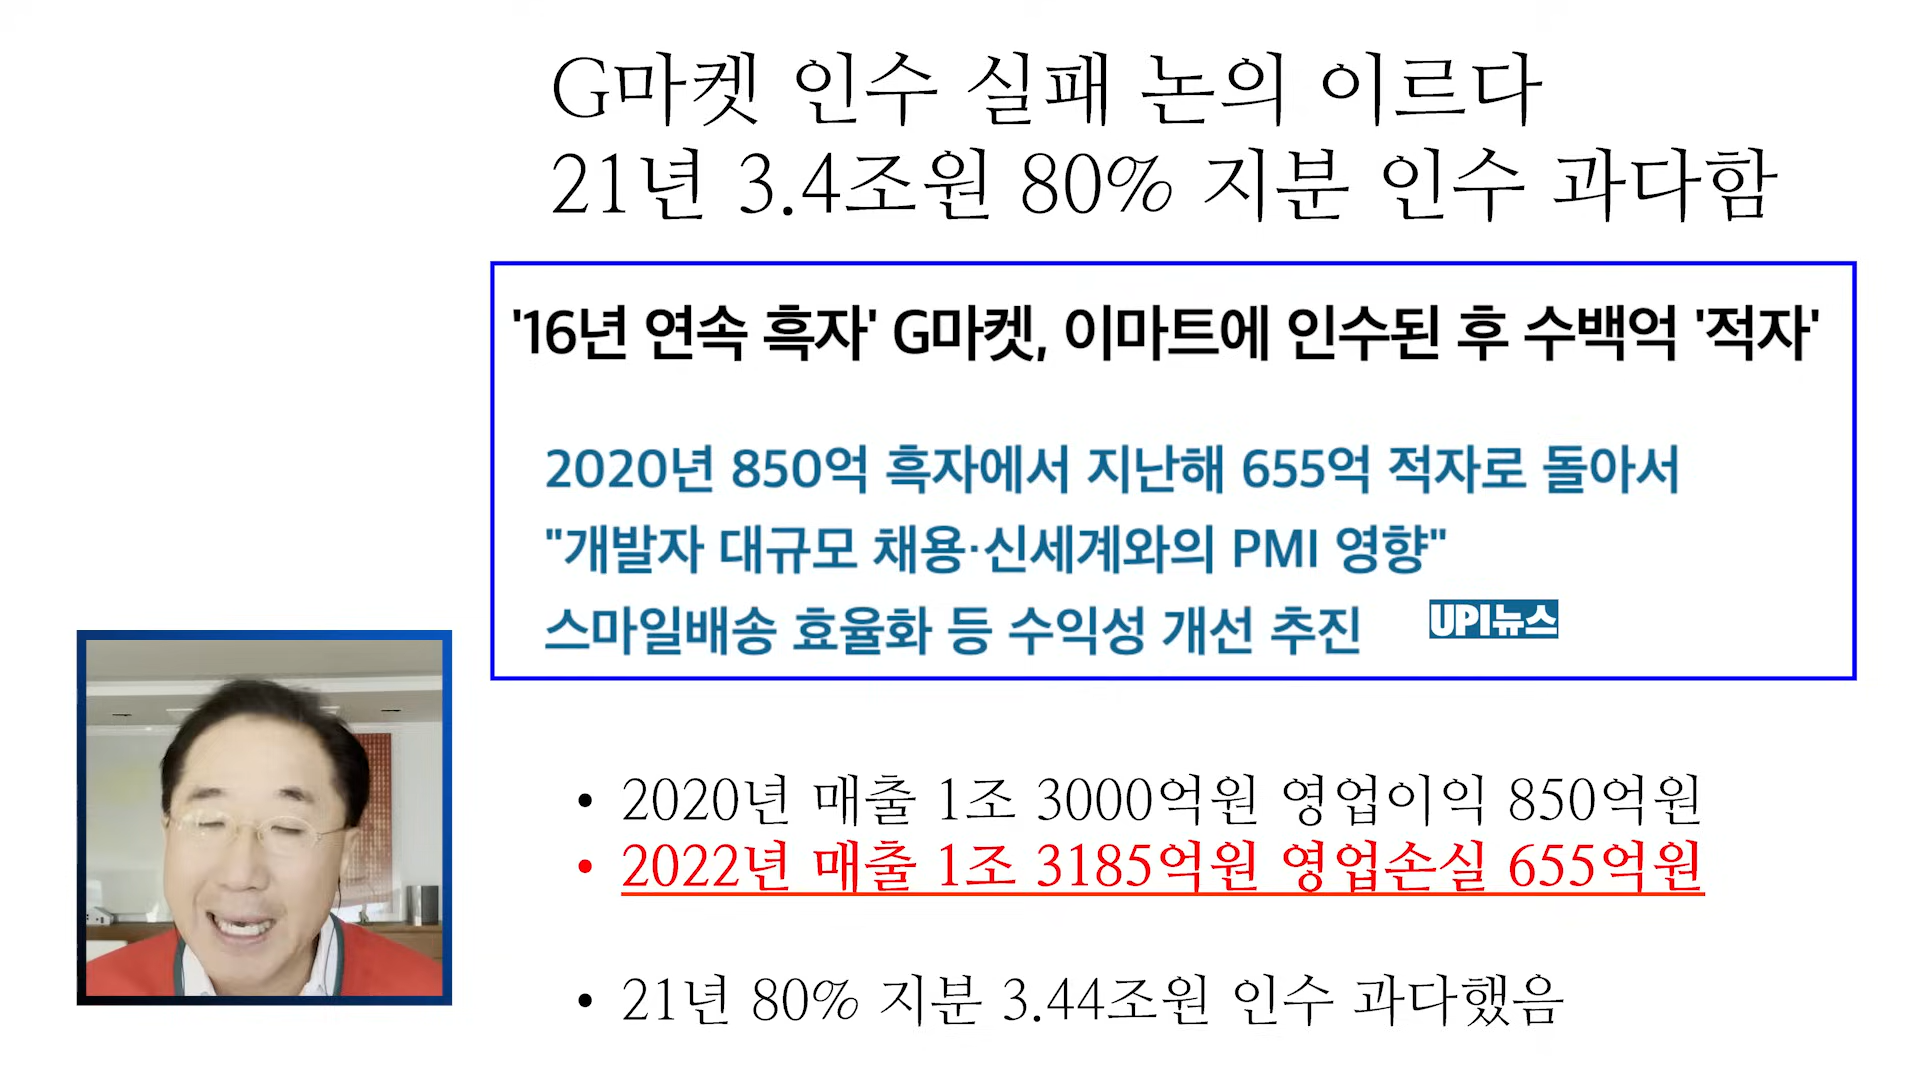 G마켓 인수 실패 논의 이르다
21년 3.4조원 80% 지분 인수 과다함
'16년 연속 흑자' G마켓, 이마트에 인수된 후 수백억 '적자'
2020년 850억 흑자에서 지난해 655억 적자로 돌아서
"개발자 대규모 채용·신세계와의 PMI 영향"
스마일배송 효율화 등 수익성 개선 추진
UPI뉴스
• 2020년 매출 1조 3000억원 영업이익 850억원
• 2022년 매출 1조 3185억원 영업손실 655억원
• 21년 80% 지분 3.44조원 인수 과다했음